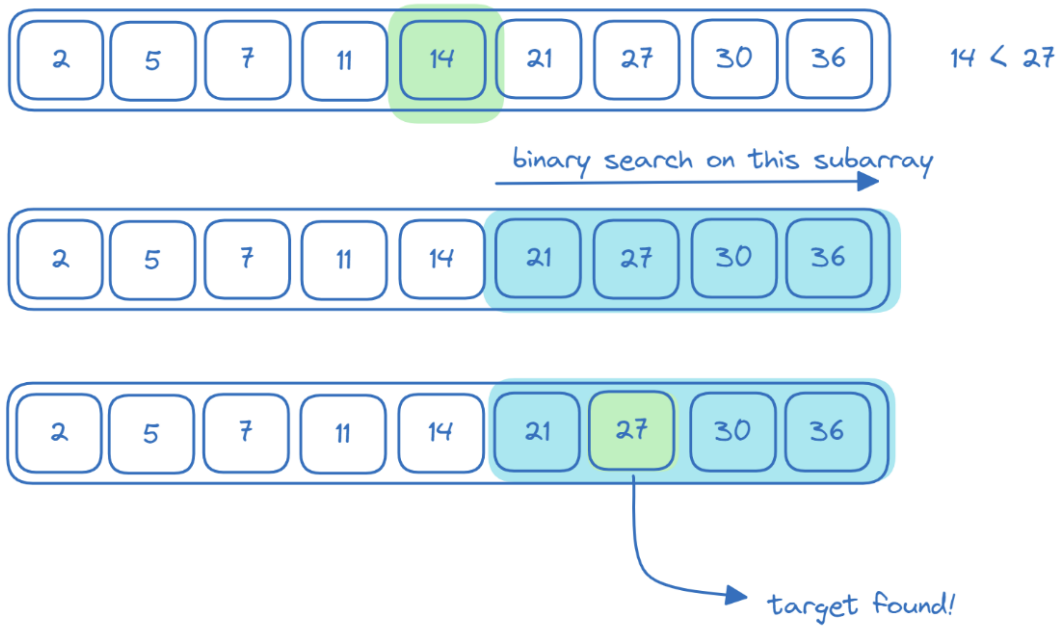 2 5 7 11 14 21 27 30 36 14 < 27
binary search on this subarray
2 5 7 11 14 21 27 30 36
2 5 7 11 14 21 27 30 36
target found!